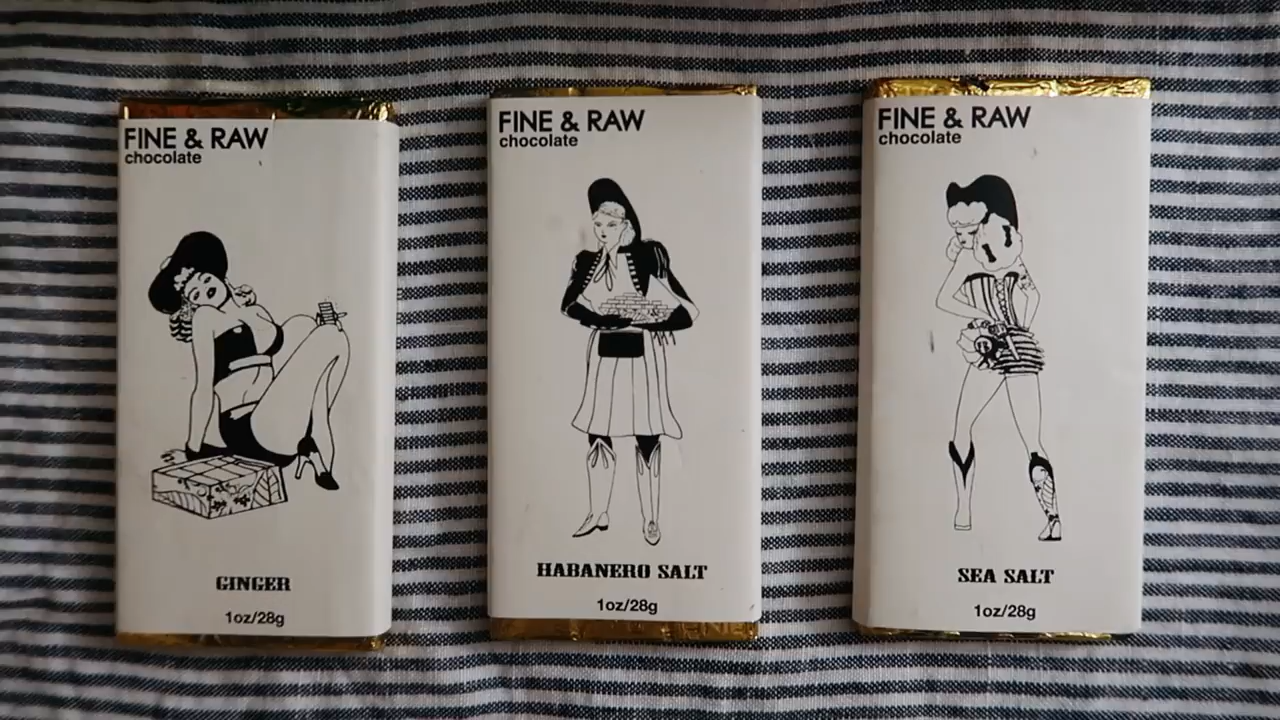 FINE & RAW
chocolate
GINGER
1oz/28g
FINE & RAW
chocolate
HABANERO SALT
1oz/28g
FINE & RAW
chocolate
SEA SALT
1oz/28g